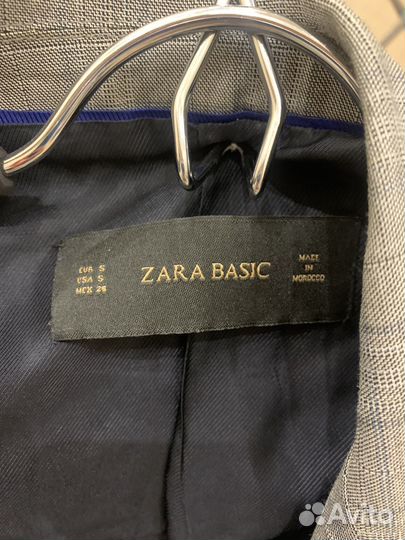 EUR S
USA S
MEX 26
ZARA BASIC
MADE
IN
MOROCCO
Avito